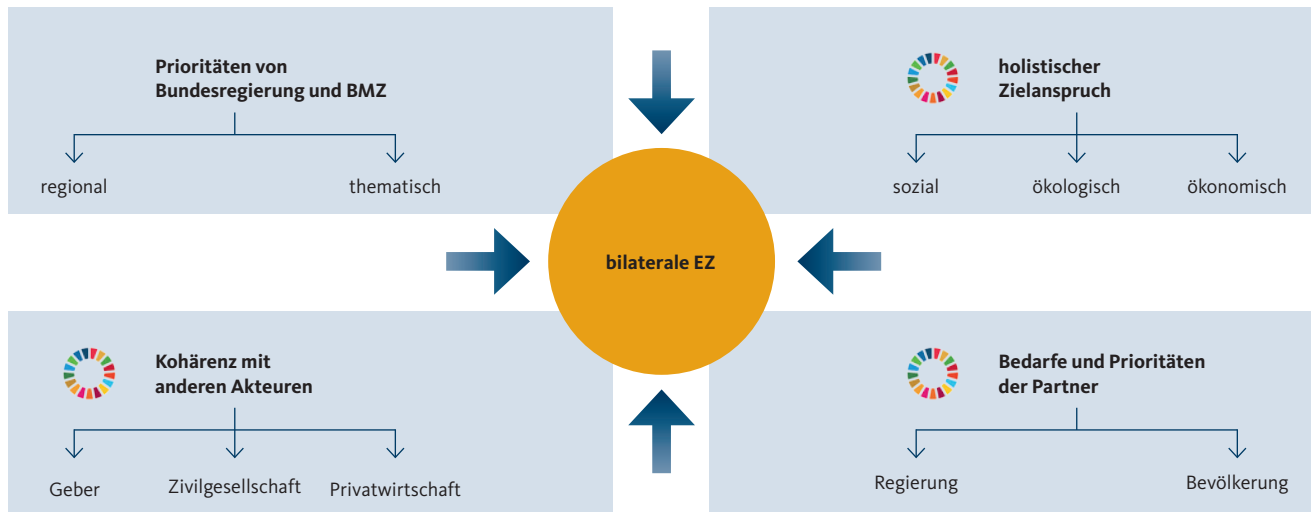 Prioritäten von
Bundesregierung und BMZ
regional
thematisch
holistischer
Zielanspruch
sozial
ökologisch
ökonomisch
bilaterale EZ
Kohärenz mit
anderen Akteuren
Geber
Zivilgesellschaft
Privatwirtschaft
Bedarfe und Prioritäten
der Partner
Regierung
Bevölkerung